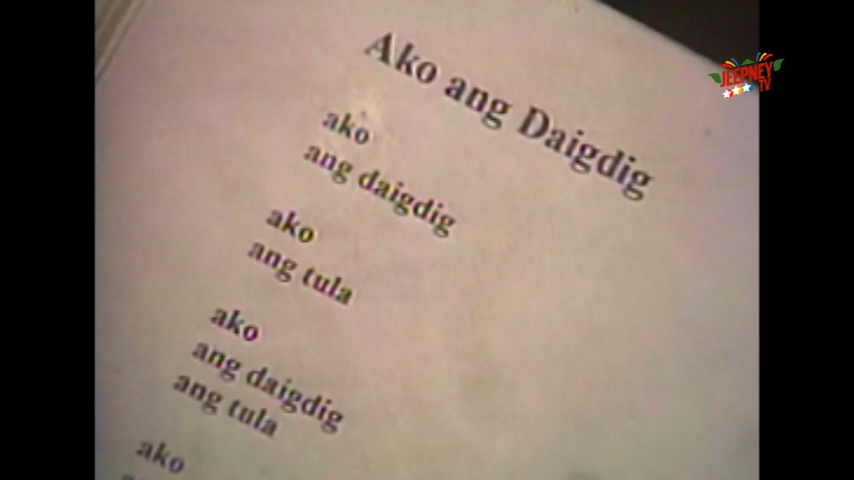 Ako ang Daigdig
ako
ang daigdig
ako
ang tula
ako
ang daigdig
ang tula
ako
JEEPNEY
TV